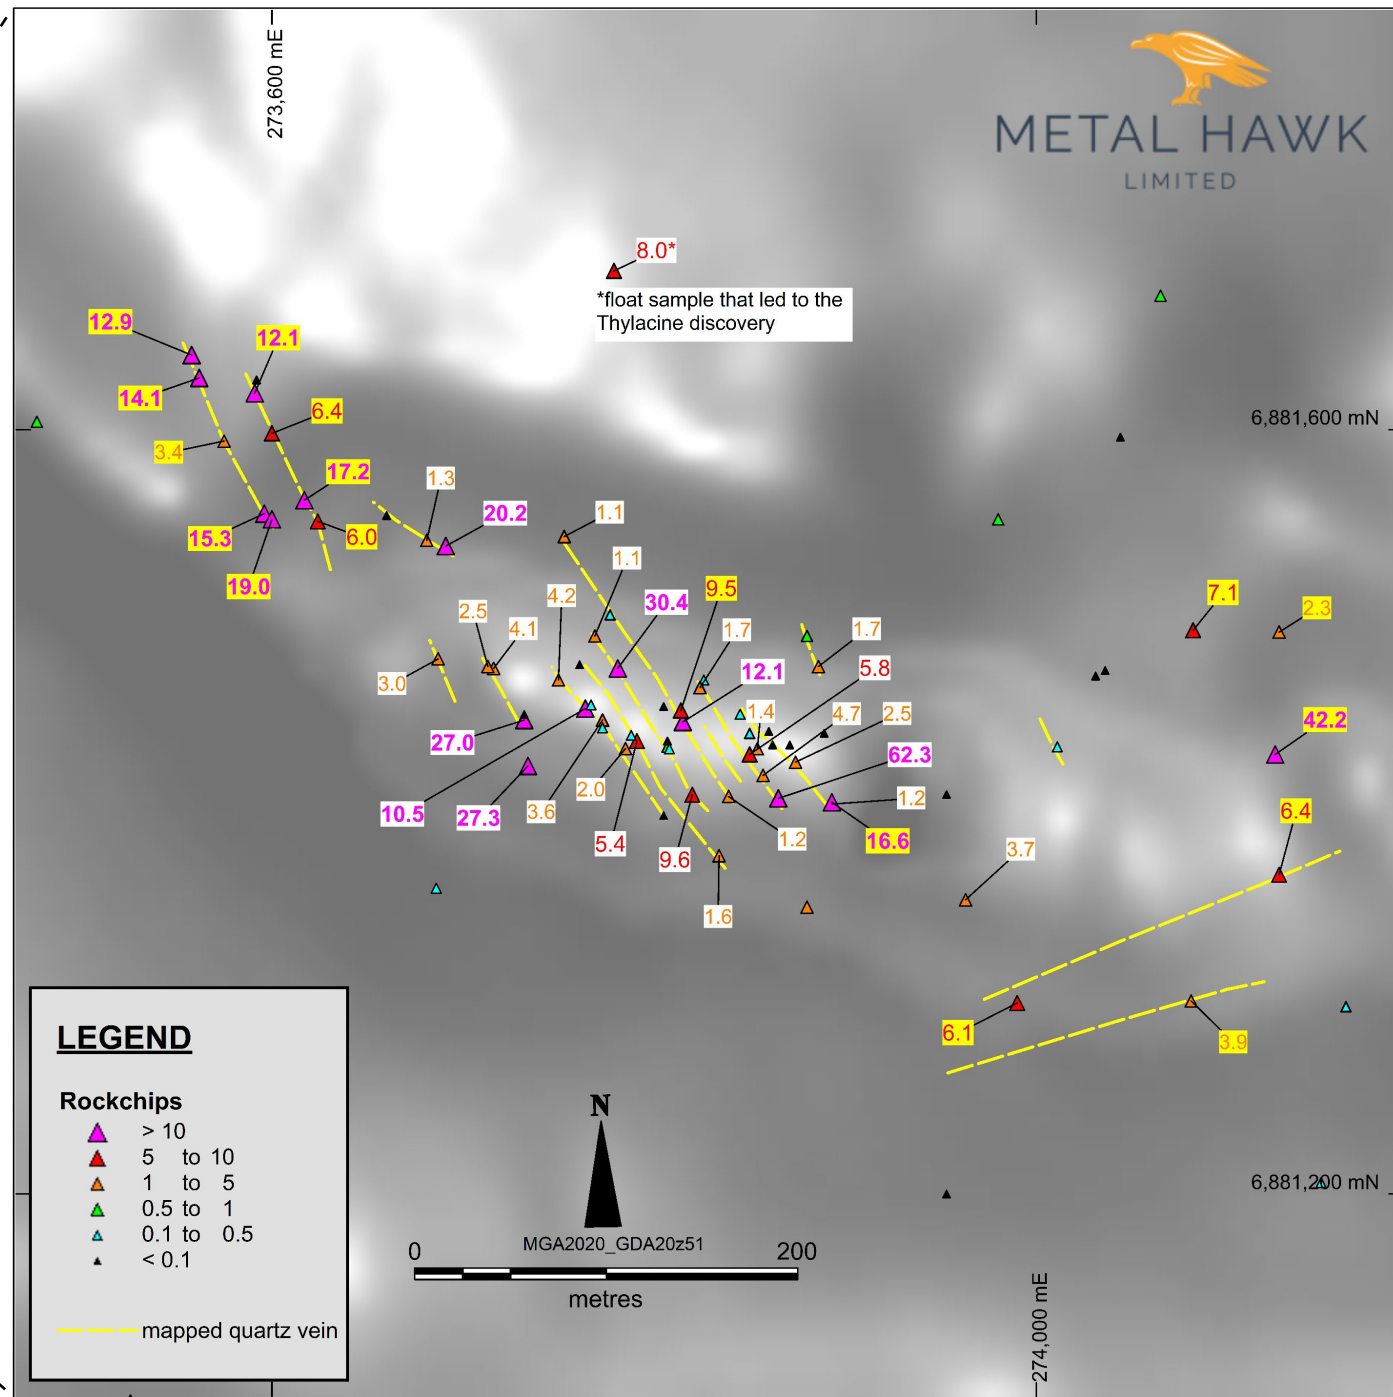 273,600 mE
METAL HAWK
LIMITED
8.0*
*float sample that led to the
Thylacine discovery
12.9
12.1
14.1
6.4
6,881,600 mN
3.4
17.2
1.3
20.2
1.1
15.3
6.0
1.1
19.0
4.2
30.4
9.5
7.1
2.3
2.5
4.1
1.7
1.7
3.0
12.1
5.8
1.4
4.7
2.5
42.2
27.0
62.3
2.0
1.2
10.5
27.3
3.6
6.4
5.4
9.6
1.2
16.6
3.7
1.6
6.1
3.9
LEGEND
Rockchips
> 10
5 to 10
1 to 5
0.5 to 1
0.1 to 0.5
< 0.1
mapped quartz vein
N
MGA2020_GDA20z51
0 200
metres
6,881,200 mN
274,000 mE